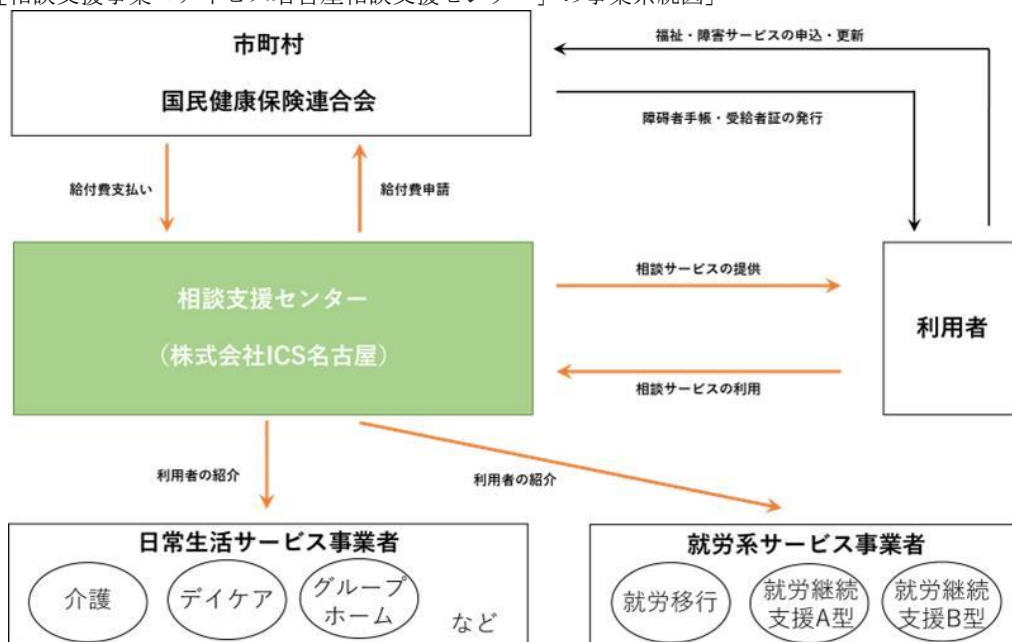 市町村
国民健康保険連合会
福祉・障害サービスの申込・更新
障碍者手帳・受給者証の発行
給付費支払い
給付費申請
相談支援センター
（株式会社ICS名古屋）
相談サービスの提供
相談サービスの利用
利用者
利用者の紹介
利用者の紹介
日常生活サービス事業者
介護
デイケア
グループ
ホーム
など
就労系サービス事業者
就労移行
就労継続
支援A型
就労継続
支援B型